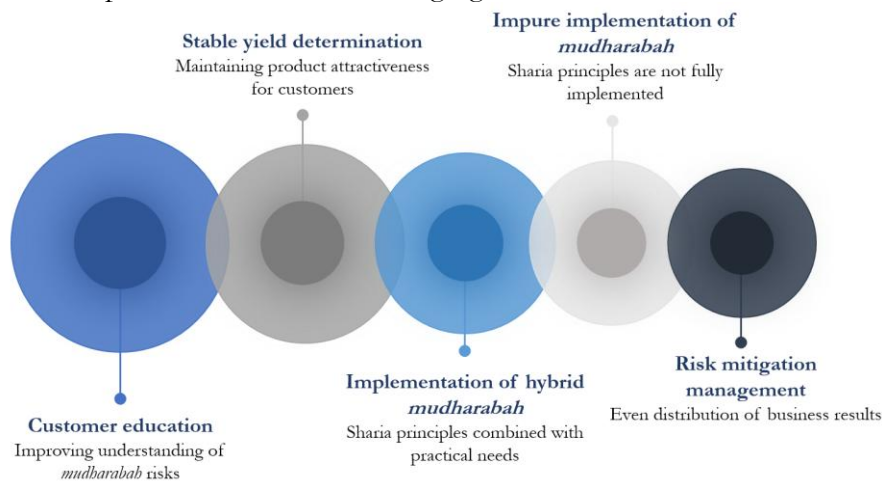 Stable yield determination
Maintaining product attractiveness
for customers
Impure implementation of
mudharabah
Sharia principles are not fully
implemented
Customer education
Improving understanding of
mudharabah risks
Implementation of hybrid
mudharabah
Sharia principles combined with
practical needs
Risk mitigation
management
Even distribution of business results